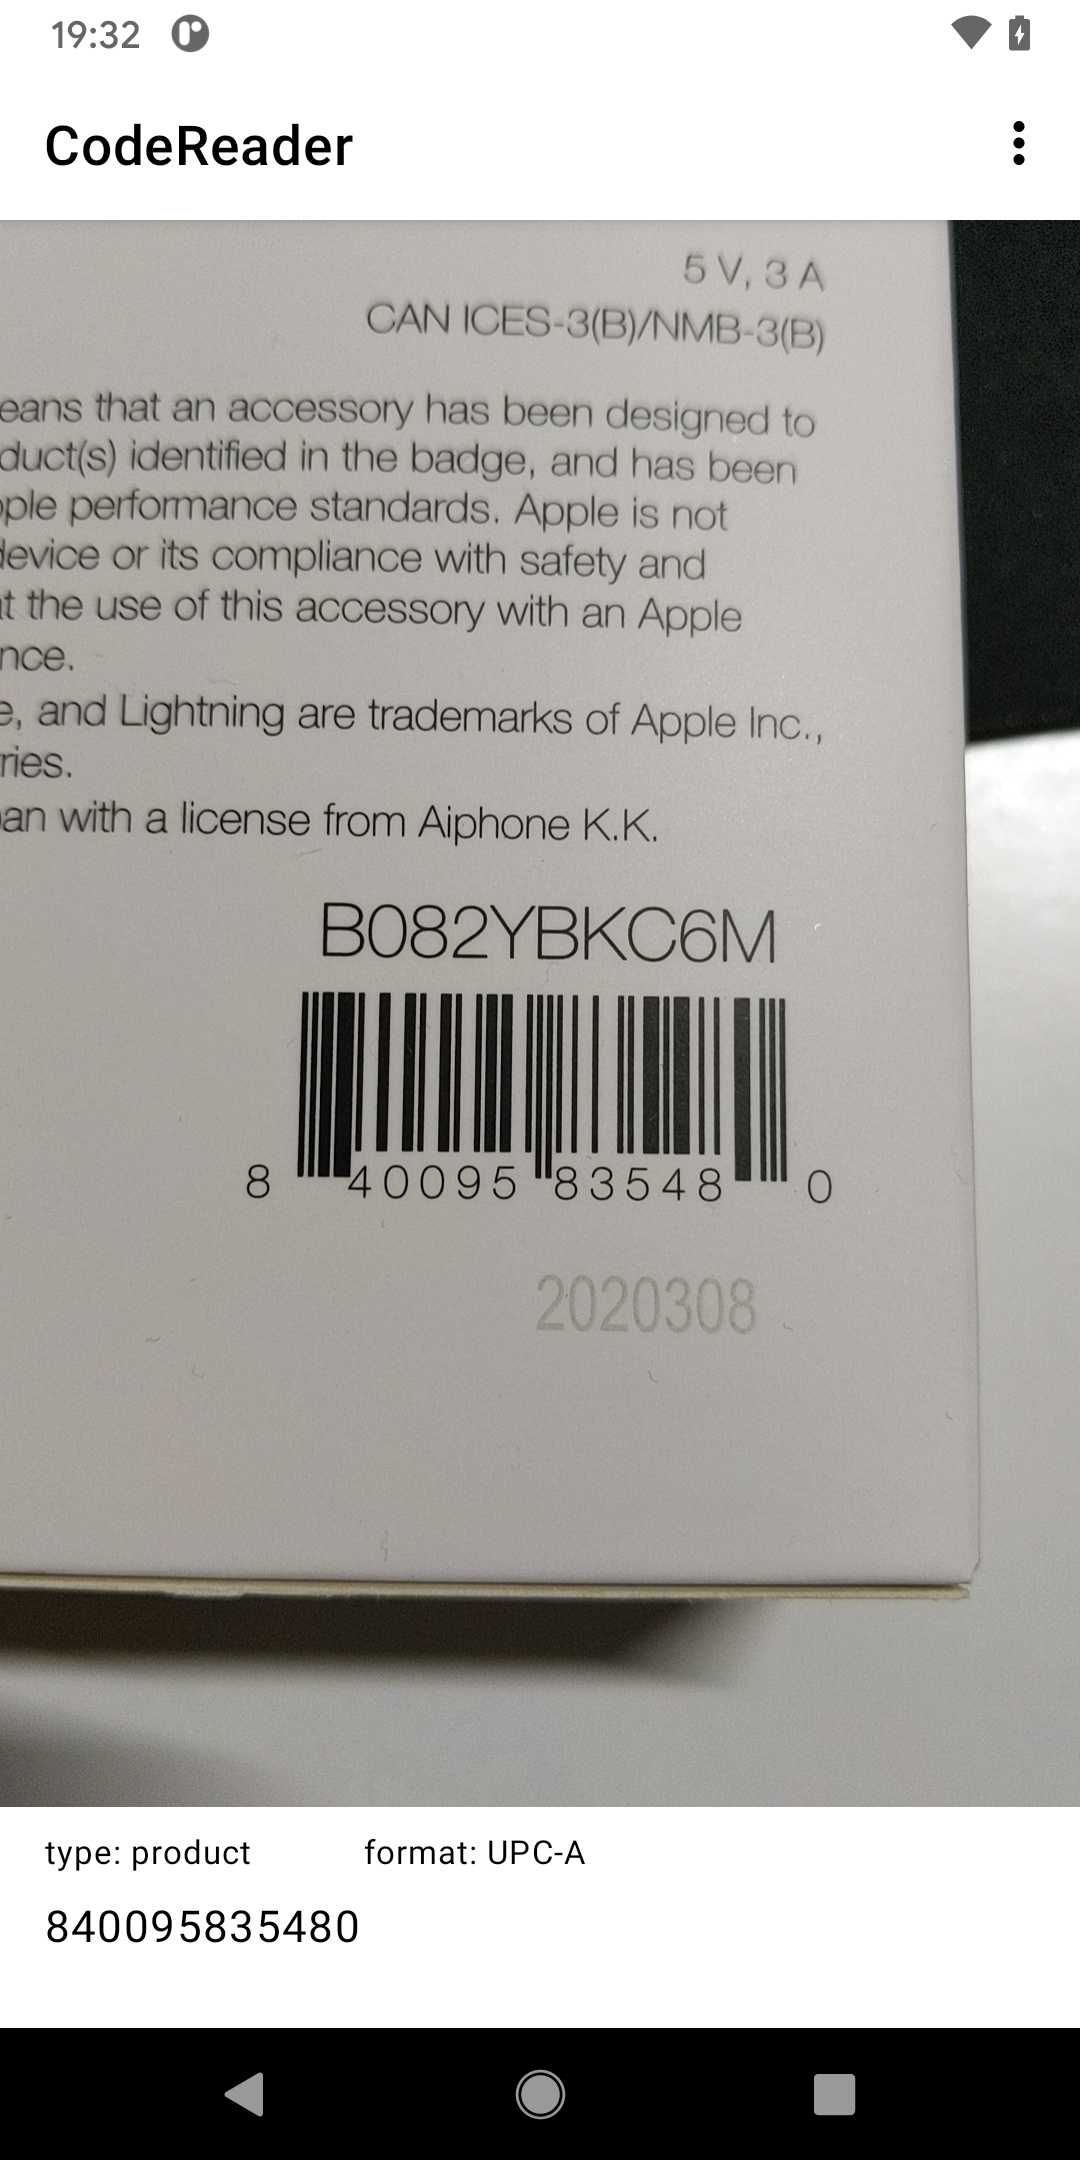 19:32
CodeReader
5 V, 3 A
CAN ICES-3(B)/NMB-3(B)
eans that an accessory has been designed to
duct(s) identified in the badge, and has been
ple performance standards. Apple is not
device or its compliance with safety and
t the use of this accessory with an Apple
nce.
e, and Lightning are trademarks of Apple Inc.,
ries.
an with a license from Aiphone K.K.
B082YBKC6M
8 40095 83548 0
2020308
type: product format: UPC-A
840095835480